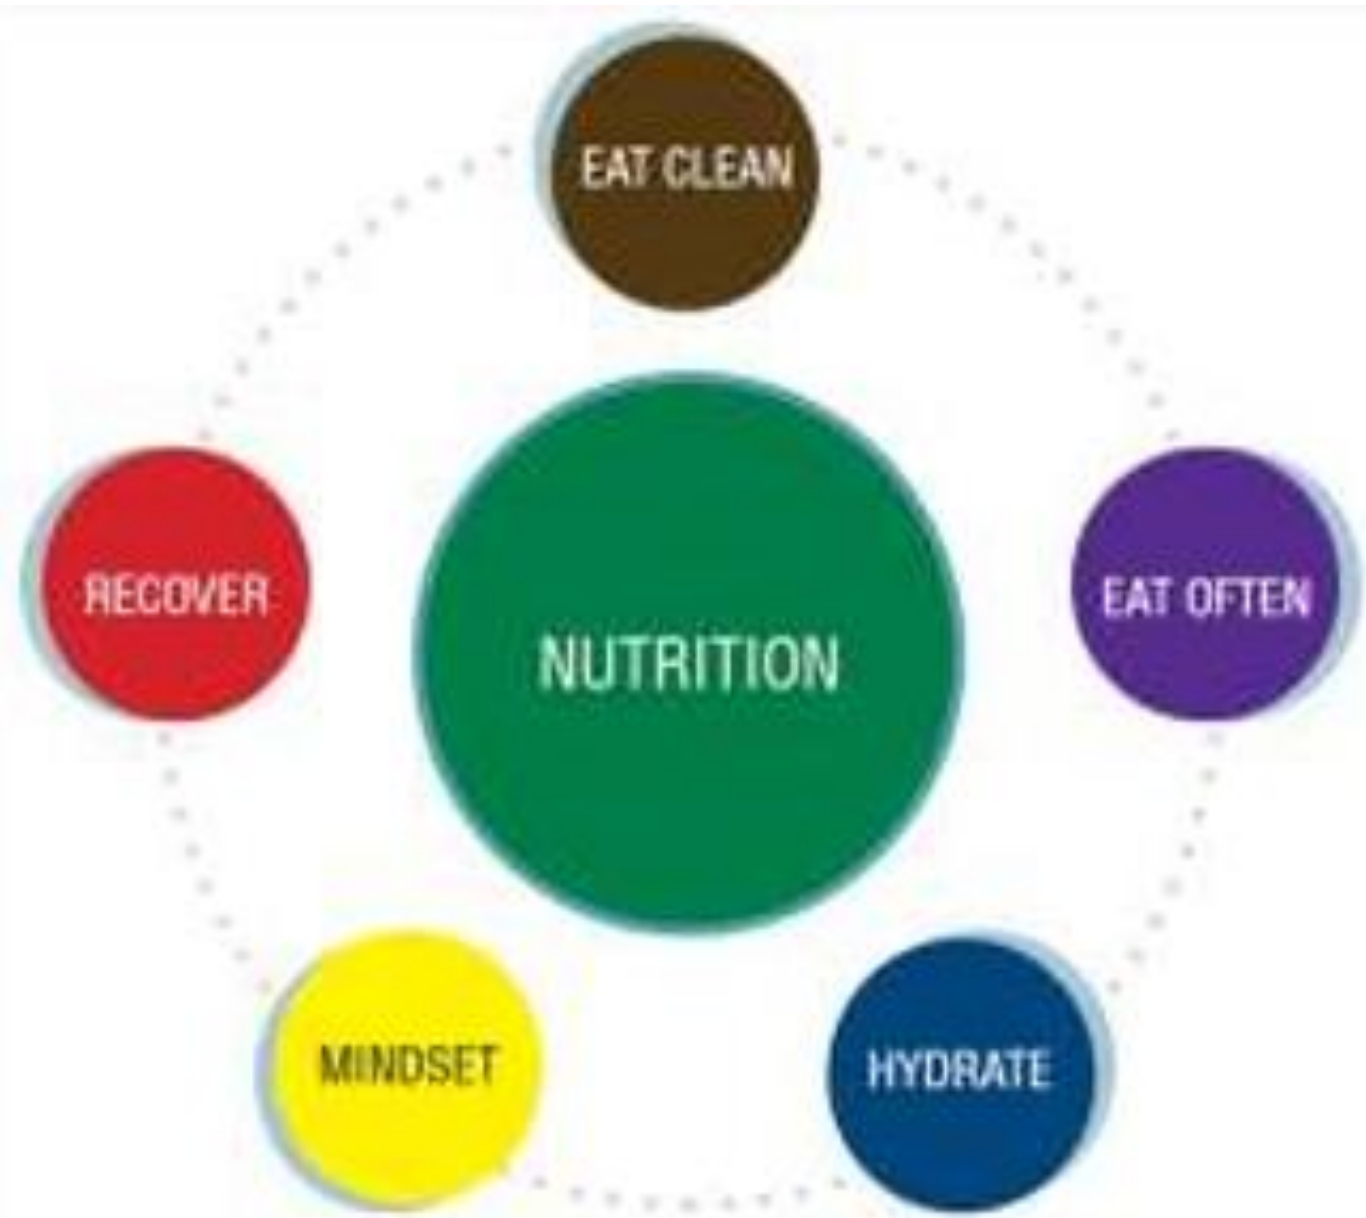 EAT CLEAN
RECOVER
EAT OFTEN
NUTRITION
MINDSET
HYDRATE